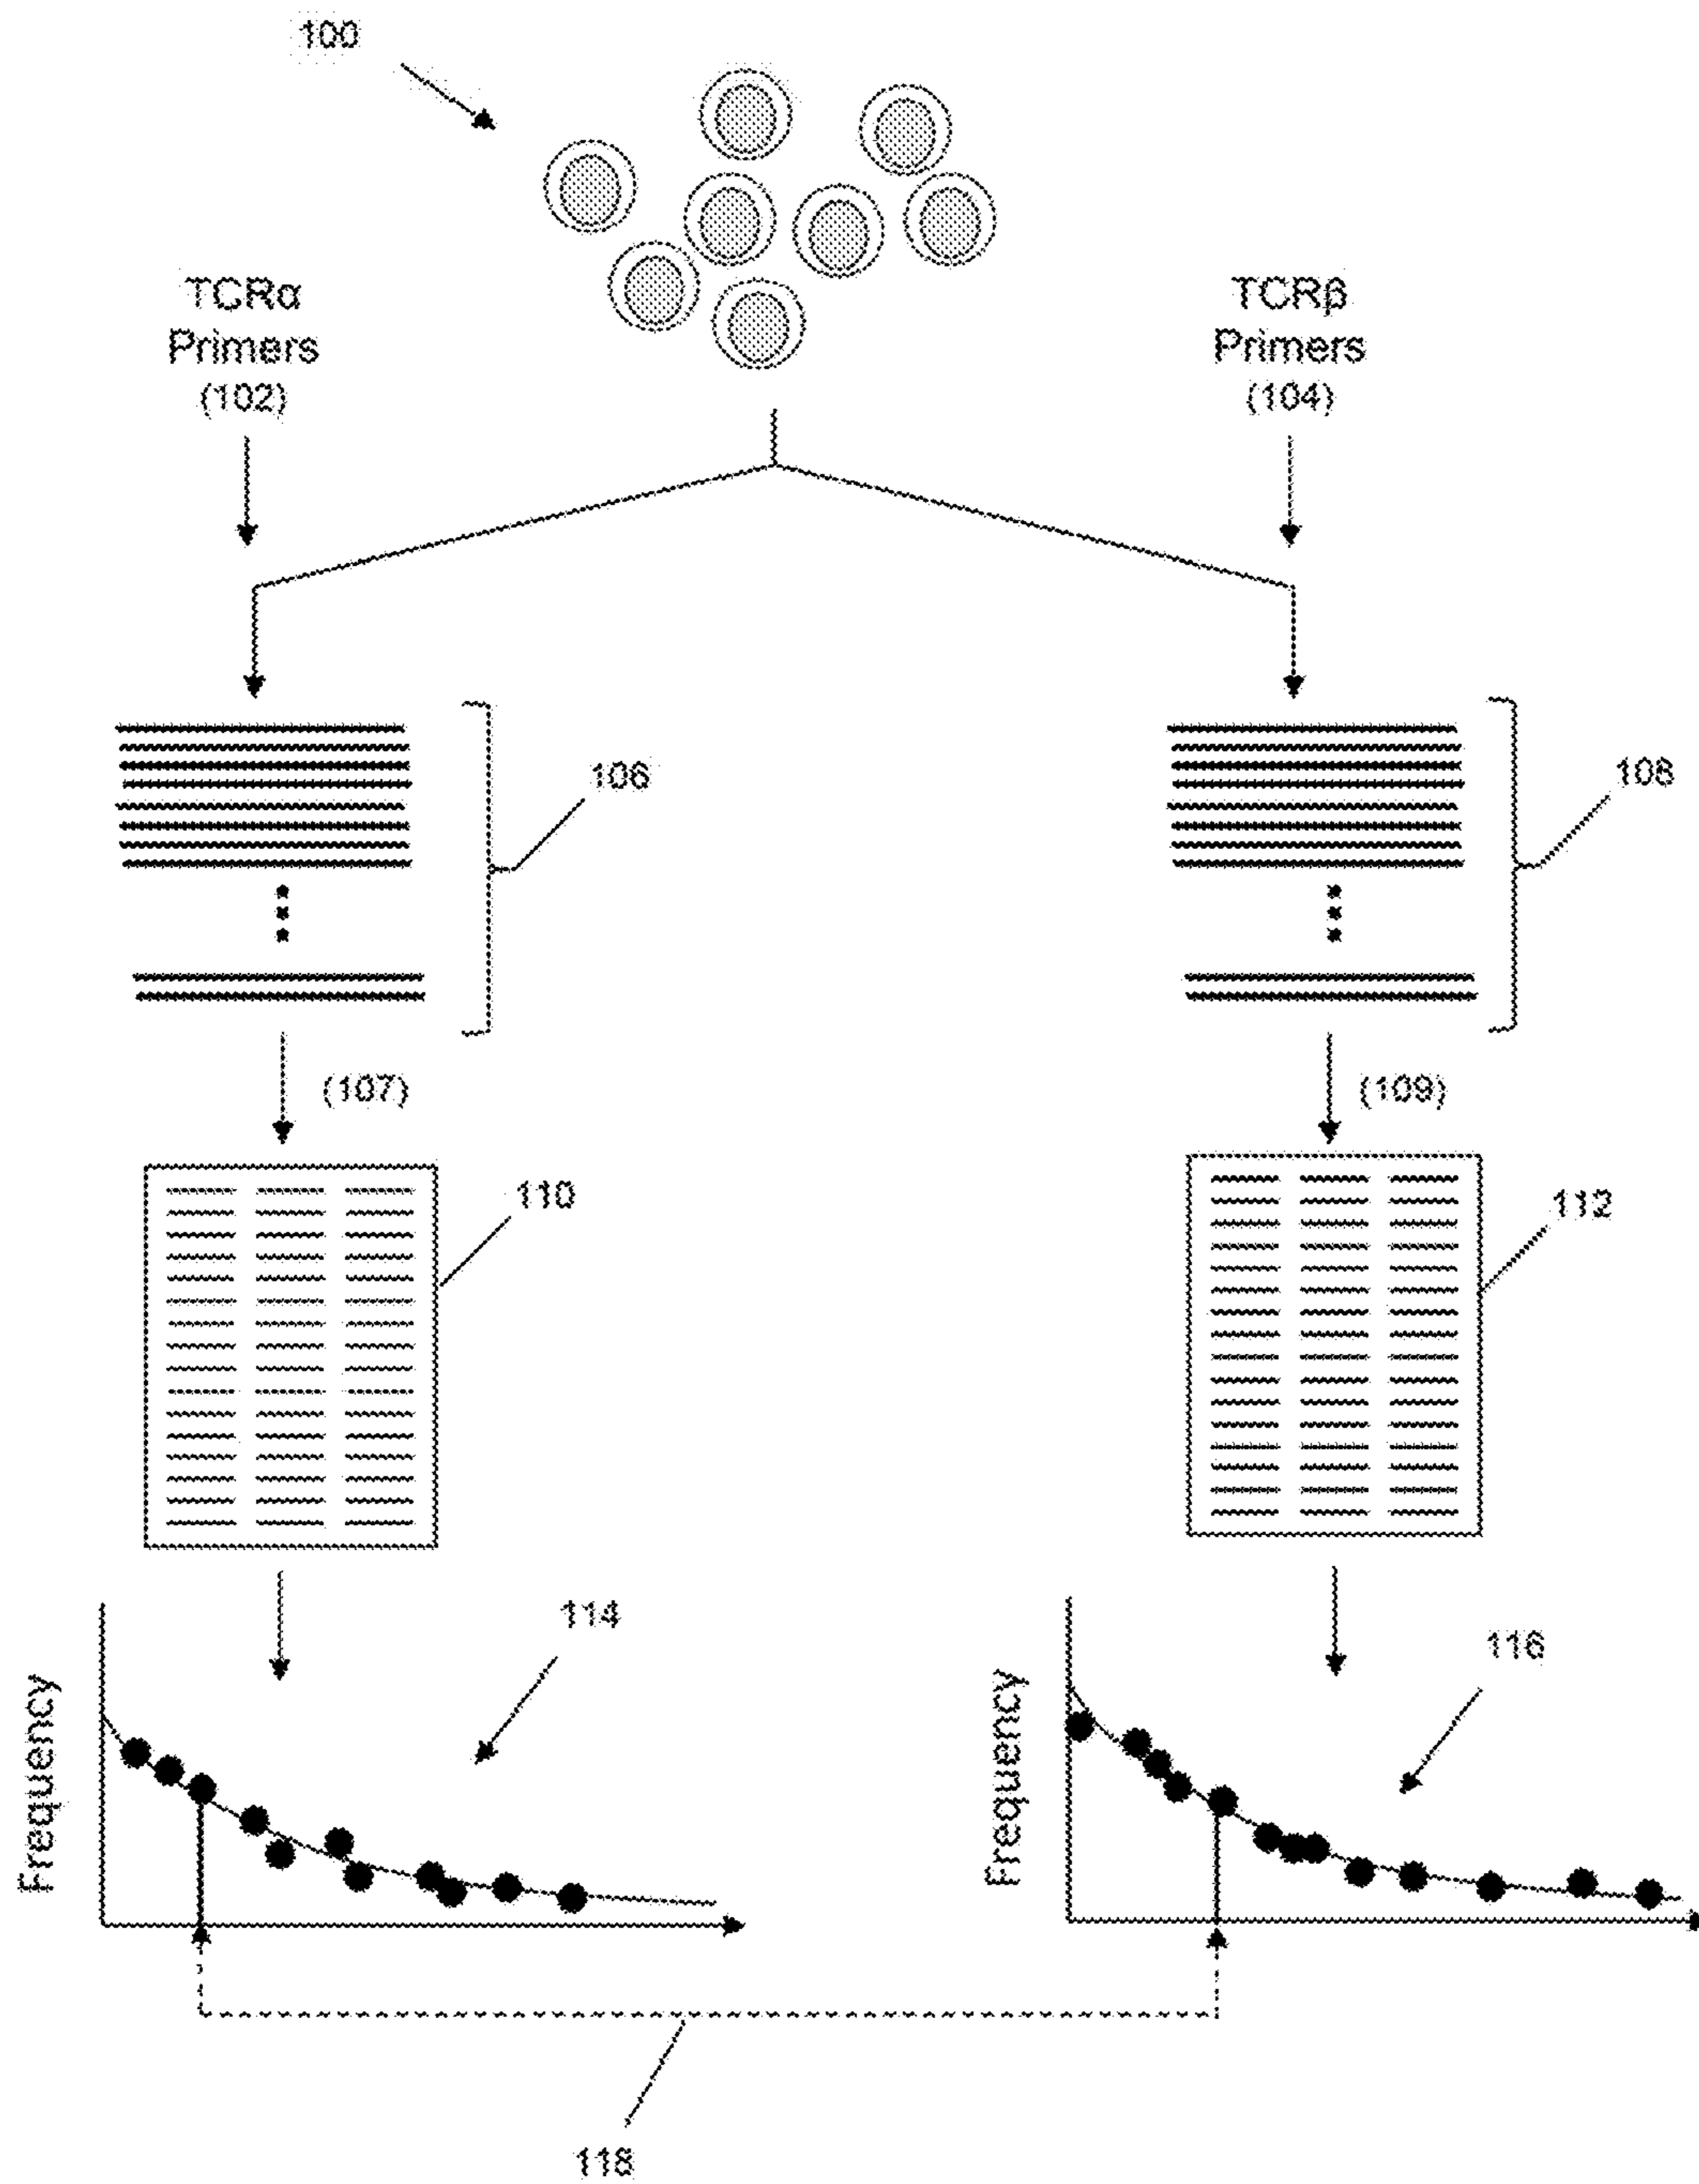 100
TCRα
Primers
(102)
TCRβ
Primers
(104)
106
108
(107)
(109)
110
112
114
116
Frequency
Frequency
118